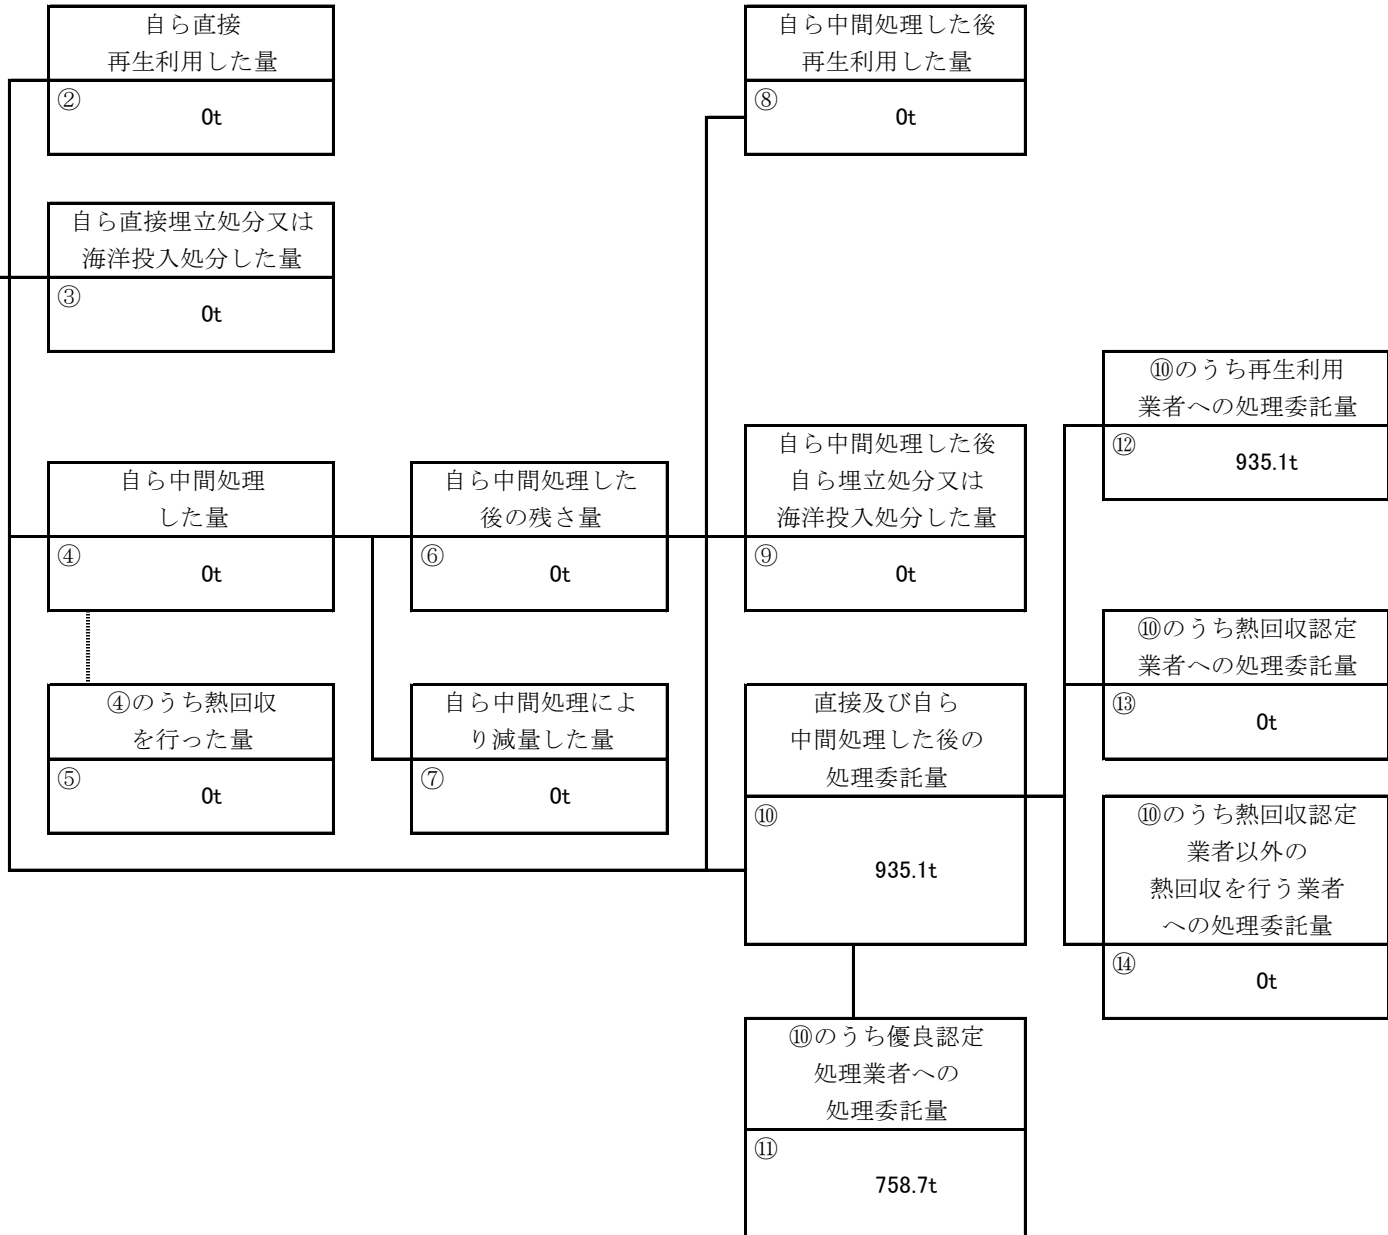 自ら直接
再生利用した量
②
0t
自ら中間処理した後
再生利用した量
⑧
0t
自ら直接埋立処分又は
海洋投入処分した量
③
0t
⑩のうち再生利用
業者への処理委託量
⑫
935.1t
自ら中間処理
した量
④
0t
自ら中間処理した
後の残さ量
⑥
0t
自ら中間処理した後
自ら埋立処分又は
海洋投入処分した量
⑨
0t
⑩のうち熱回収認定
業者への処理委託量
⑬
0t
④のうち熱回収
を行った量
⑤
0t
自ら中間処理によ
り減量した量
⑦
0t
直接及び自ら
中間処理した後の
処理委託量
⑩
935.1t
⑩のうち熱回収認定
業者以外の
熱回収を行う業者
への処理委託量
⑭
0t
⑩のうち優良認定
処理業者への
処理委託量
⑪
758.7t